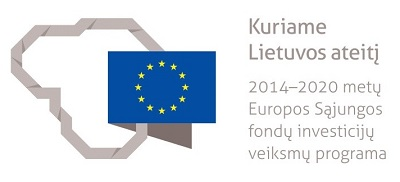 Kuriame
Lietuvos ateitį
2014–2020 metų
Europos Sąjungos
fondų investicijų
veiksmų programa